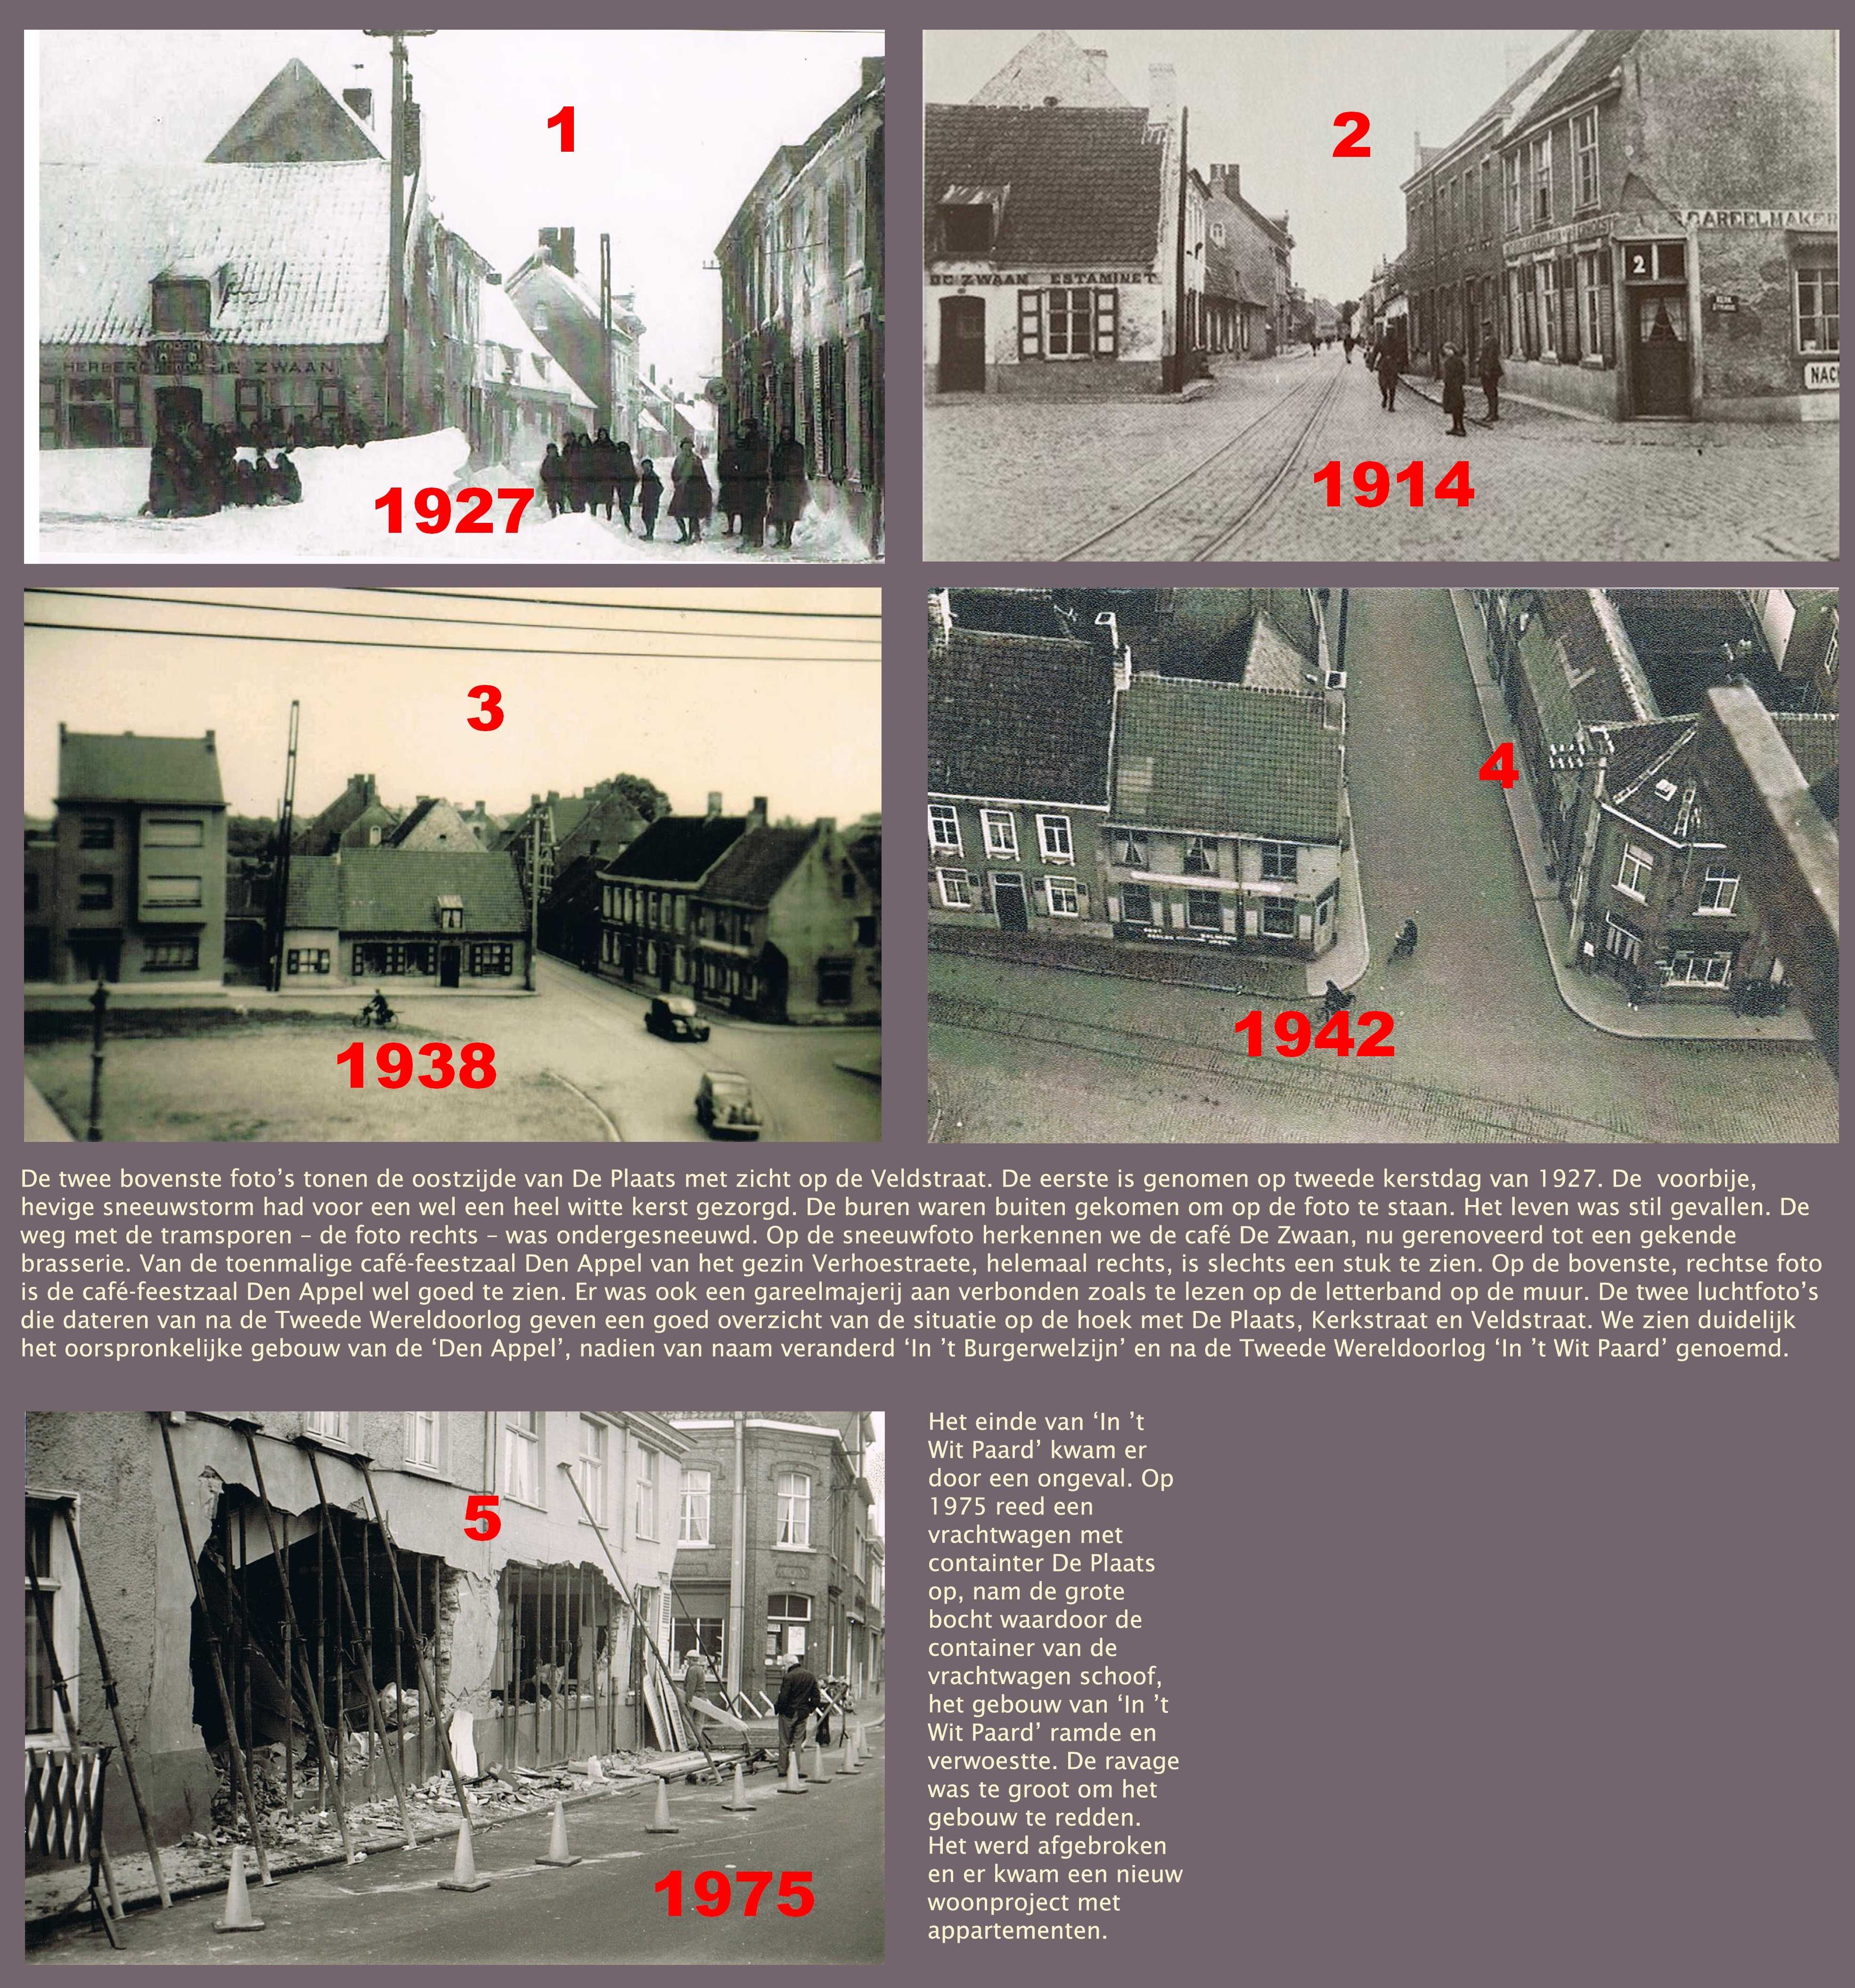 1
HERBERG DE ZWAAN
1927
2
DE ZWAAN ESTAMINET
GAREELMAKER
2
KERK
STRAAT
NAC
1914
3
1938
4
1942
De twee bovenste foto’s tonen de oostzijde van De Plaats met zicht op de Veldstraat. De eerste is genomen op tweede kerstdag van 1927. De  voorbije,
hevige sneeuwstorm had voor een wel een heel witte kerst gezorgd. De buren waren buiten gekomen om op de foto te staan. Het leven was stil gevallen. De
weg met de tramsporen – de foto rechts – was ondergesneeuwd. Op de sneeuwfoto herkennen we de café De Zwaan, nu gerenoveerd tot een gekende
brasserie. Van de toenmalige café-feestzaal Den Appel van het gezin Verhoestraete, helemaal rechts, is slechts een stuk te zien. Op de bovenste, rechtse foto
is de café-feestzaal Den Appel wel goed te zien. Er was ook een gareelmajerij aan verbonden zoals te lezen op de letterband op de muur. De twee luchtfoto’s
die dateren van na de Tweede Wereldoorlog geven een goed overzicht van de situatie op de hoek met De Plaats, Kerkstraat en Veldstraat. We zien duidelijk
het oorspronkelijke gebouw van de ‘Den Appel’, nadien van naam veranderd ‘In ’t Burgerwelzijn’ en na de Tweede Wereldoorlog ‘In ’t Wit Paard’ genoemd.
5
1975
Het einde van ‘In ’t
Wit Paard’ kwam er
door een ongeval. Op
1975 reed een
vrachtwagen met
containter De Plaats
op, nam de grote
bocht waardoor de
container van de
vrachtwagen schoof,
het gebouw van ‘In ’t
Wit Paard’ ramde en
verwoestte. De ravage
was te groot om het
gebouw te redden.
Het werd afgebroken
en er kwam een nieuw
woonproject met
appartementen.